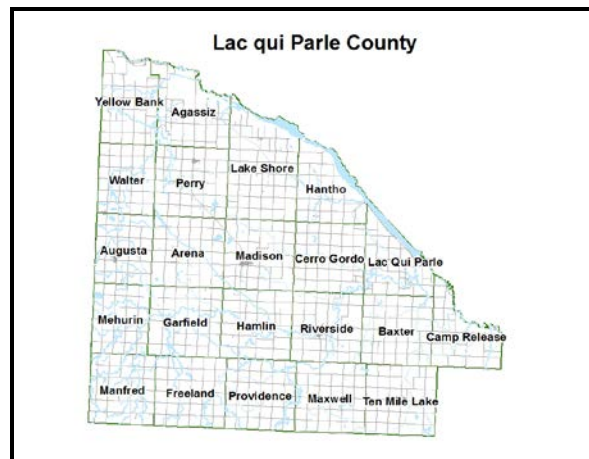 Lac qui Parle County
Yellow Bank
Agassiz
Lake Shore
Walter
Perry
Hantho
Augusta
Arena
Madison
Cerro Gordo
Lac Qui Parle
Mehurin
Garfield
Hamlin
Riverside
Baxter
Camp Release
Manfred
Freeland
Providence
Maxwell
Ten Mile Lake